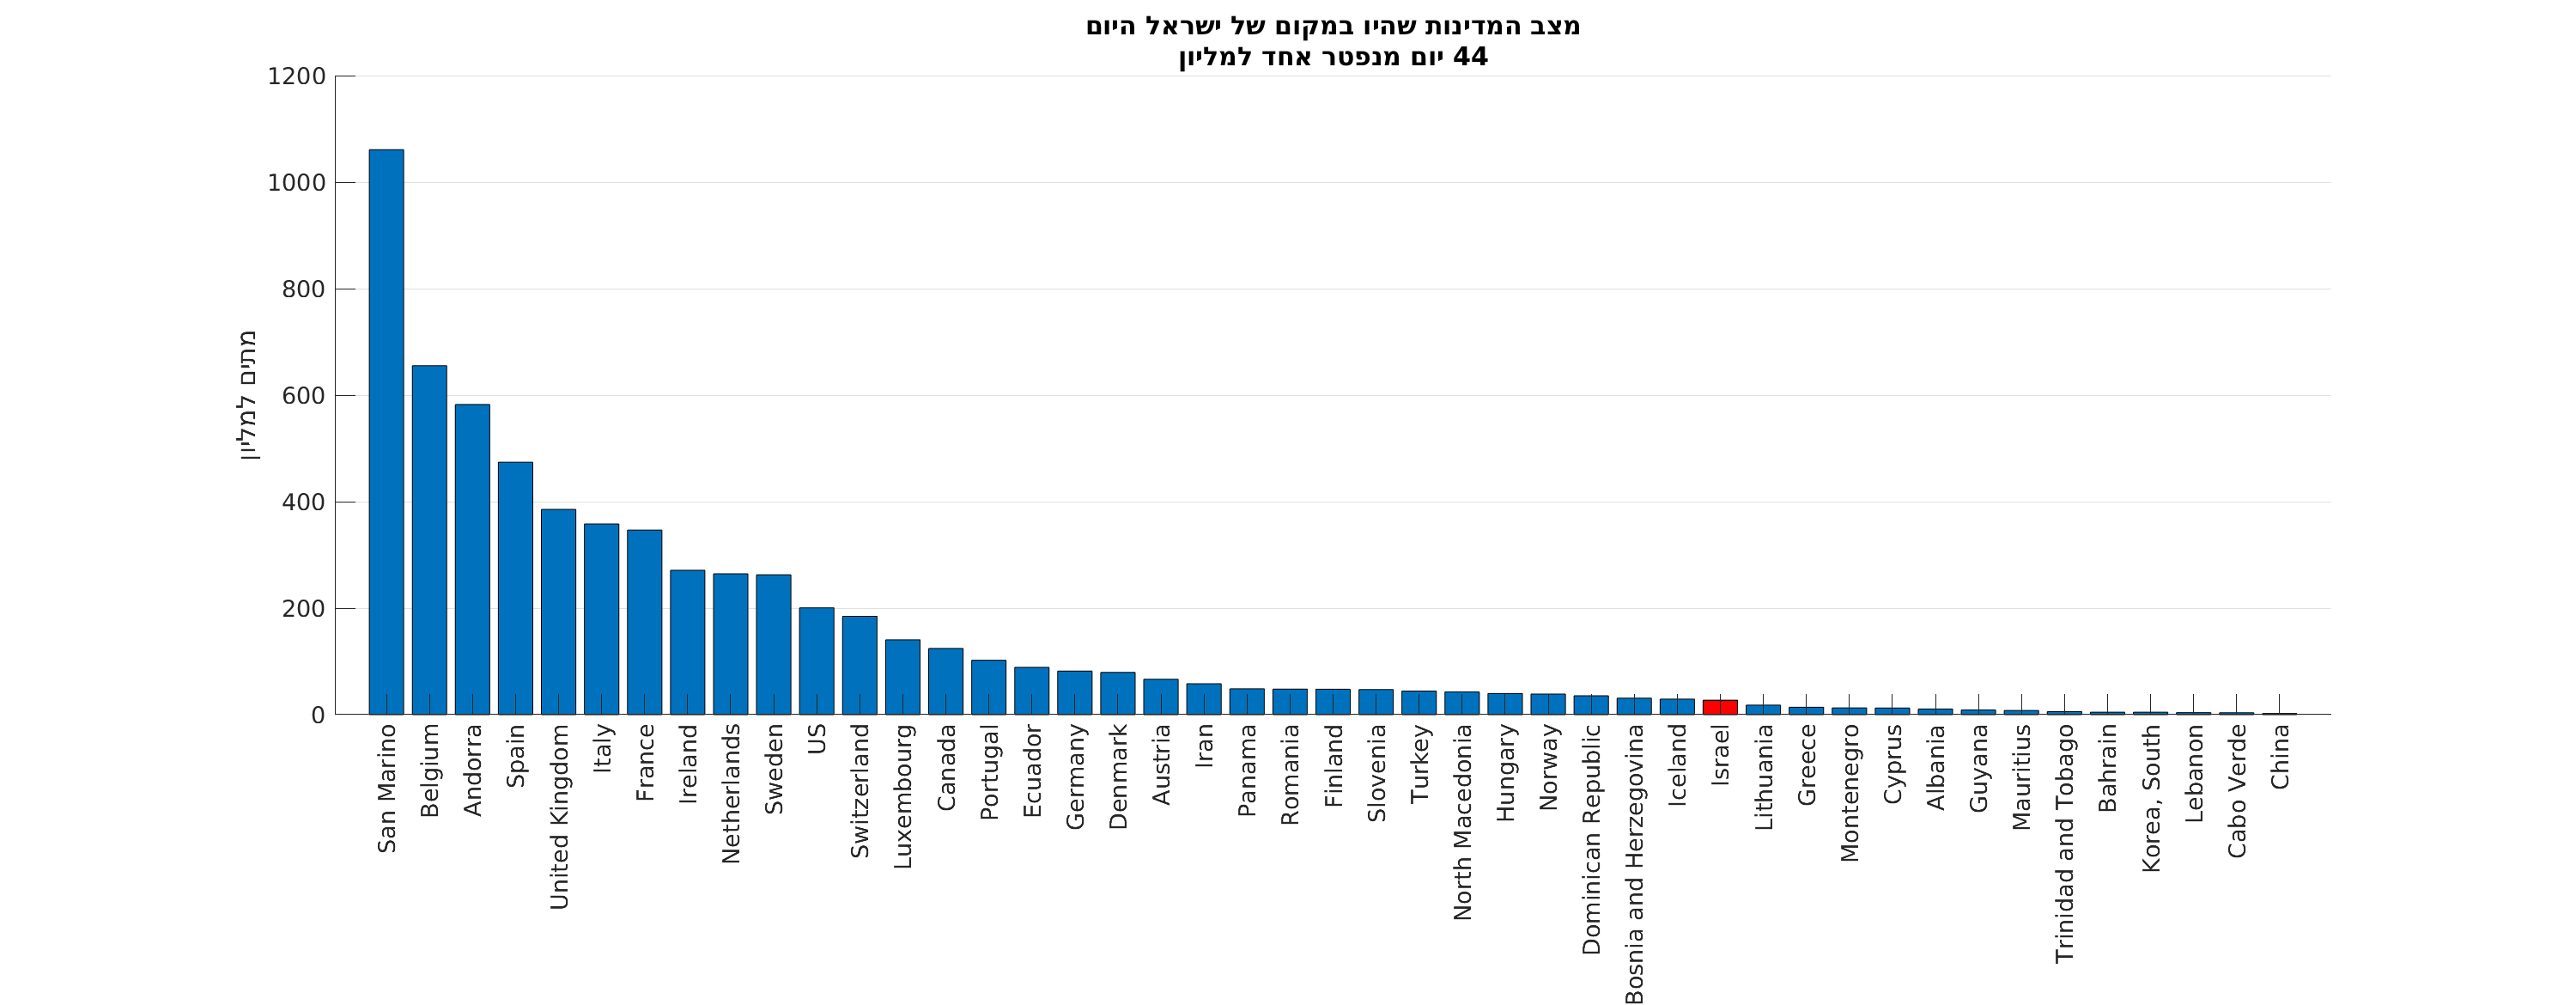 מצב המדינות שהיו במקום של ישראל היום
44 יום מנפטר אחד למליון
1200
1000
800
600
400
200
0
מתים למליון
San Marino
Belgium
Andorra
Spain
United Kingdom
Italy
France
Ireland
Netherlands
Sweden
US
Switzerland
Luxembourg
Canada
Portugal
Ecuador
Germany
Denmark
Austria
Iran
Panama
Romania
Finland
Slovenia
Turkey
North Macedonia
Hungary
Norway
Dominican Republic
Bosnia and Herzegovina
Iceland
Israel
Lithuania
Greece
Montenegro
Cyprus
Albania
Guyana
Mauritius
Trinidad and Tobago
Bahrain
Korea, South
Lebanon
Cabo Verde
China